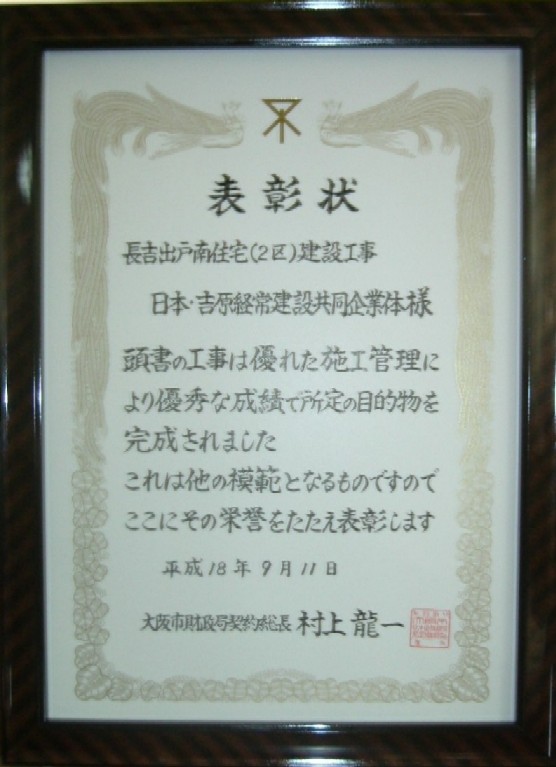 表彰状
長吉出戸南住宅(2区)建設工事
日本・吉原経常建設共同企業体様
頭書の工事は優れた施工管理に
より優秀な成績で所定の目的物を
完成されました
これは他の模範となるものですので
ここにその栄誉をたたえ表彰します
平成18年9月11日
大阪市財政局契約 長 村上龍一